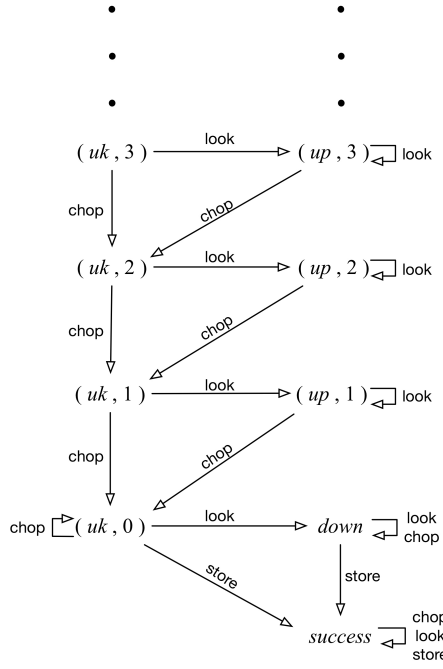 ( uk , 3 ) look ( up , 3 ) look
chop chop
( uk , 2 ) look ( up , 2 ) look
chop chop
( uk , 1 ) look ( up , 1 ) look
chop chop
chop ( uk , 0 ) look down look
chop
store store
success chop
look
store